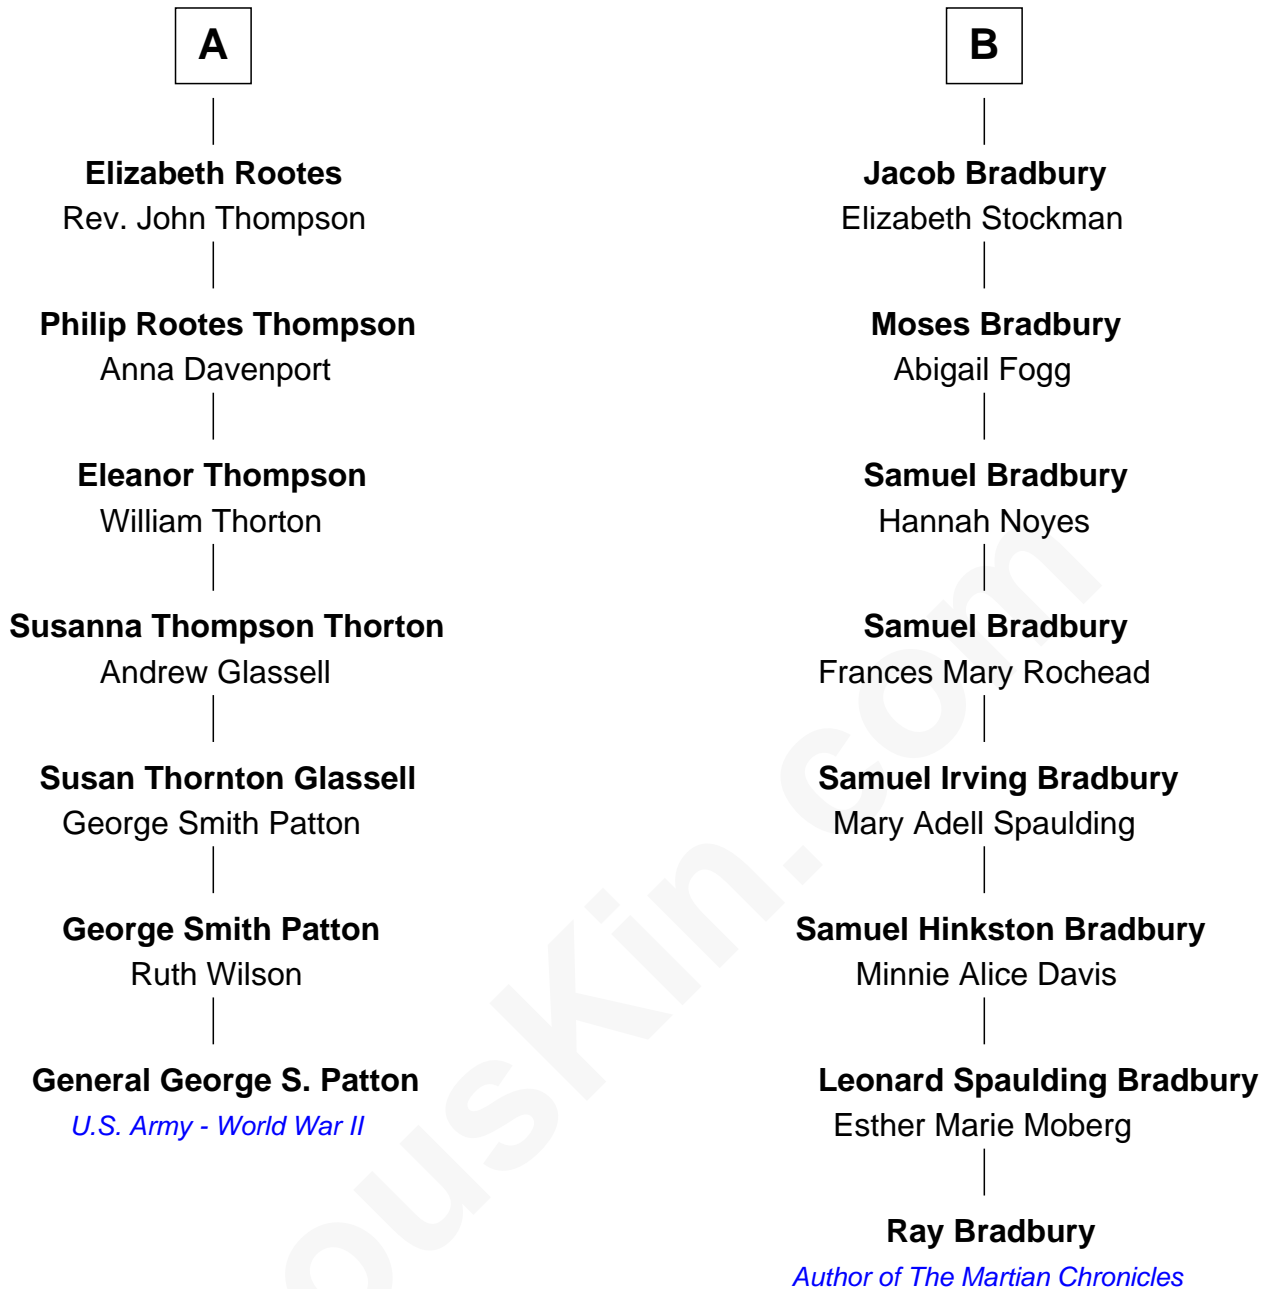 A
Elizabeth Rootes
Rev. John Thompson
Philip Rootes Thompson
Anna Davenport
Eleanor Thompson
William Thorton
Susanna Thompson Thorton
Andrew Glassell
Susan Thornton Glassell
George Smith Patton
George Smith Patton
Ruth Wilson
General George S. Patton
U.S. Army - World War II
B
Jacob Bradbury
Elizabeth Stockman
Moses Bradbury
Abigail Fogg
Samuel Bradbury
Hannah Noyes
Samuel Bradbury
Frances Mary Rochead
Samuel Irving Bradbury
Mary Adell Spaulding
Samuel Hinkston Bradbury
Minnie Alice Davis
Leonard Spaulding Bradbury
Esther Marie Moberg
Ray Bradbury
Author of The Martian Chronicles
ousKin.com